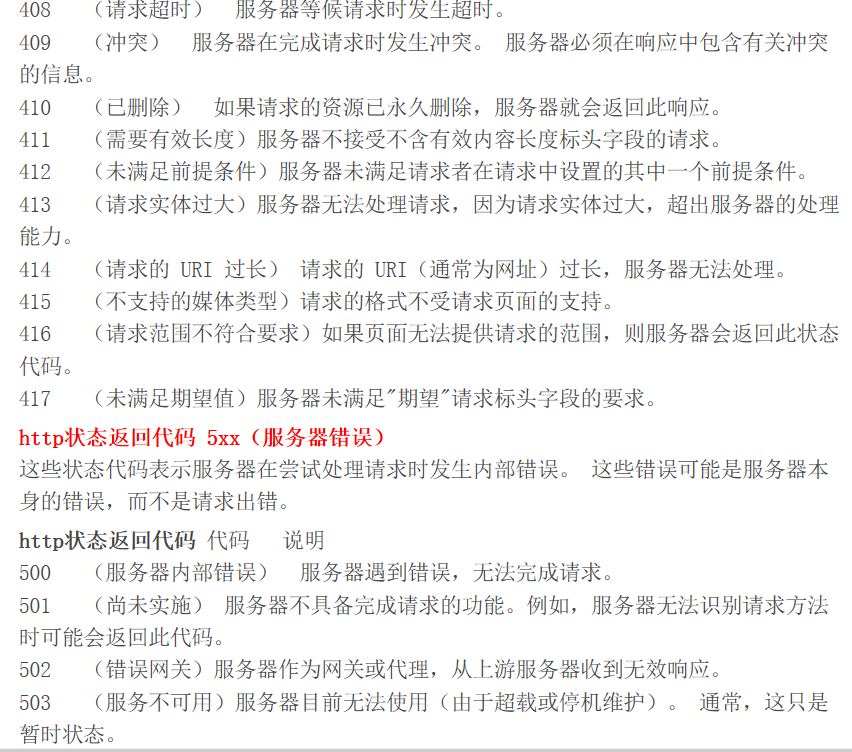 408 （请求超时） 服务器等候请求时发生超时。
409 （冲突） 服务器在完成请求时发生冲突。 服务器必须在响应中包含有关冲突
的信息。
410 （已删除） 如果请求的资源已永久删除，服务器就会返回此响应。
411 （需要有效长度）服务器不接受不含有效内容长度标头字段的请求。
412 （未满足前提条件）服务器未满足请求者在请求中设置的其中一个前提条件。
413 （请求实体过大）服务器无法处理请求，因为请求实体过大，超出服务器的处理
能力。
414 （请求的 URI 过长） 请求的 URI（通常为网址）过长，服务器无法处理。
415 （不支持的媒体类型）请求的格式不受请求页面的支持。
416 （请求范围不符合要求）如果页面无法提供请求的范围，则服务器会返回此状态
代码。
417 （未满足期望值）服务器未满足"期望"请求标头字段的要求。
http状态返回代码 5xx（服务器错误）
这些状态代码表示服务器在尝试处理请求时发生内部错误。 这些错误可能是服务器本
身的错误，而不是请求出错。
http状态返回代码 代码 说明
500 （服务器内部错误） 服务器遇到错误，无法完成请求。
501 （尚未实施） 服务器不具备完成请求的功能。例如，服务器无法识别请求方法
时可能会返回此代码。
502 （错误网关）服务器作为网关或代理，从上游服务器收到无效响应。
503 （服务不可用）服务器目前无法使用（由于超载或停机维护）。 通常，这只是
暂时状态。